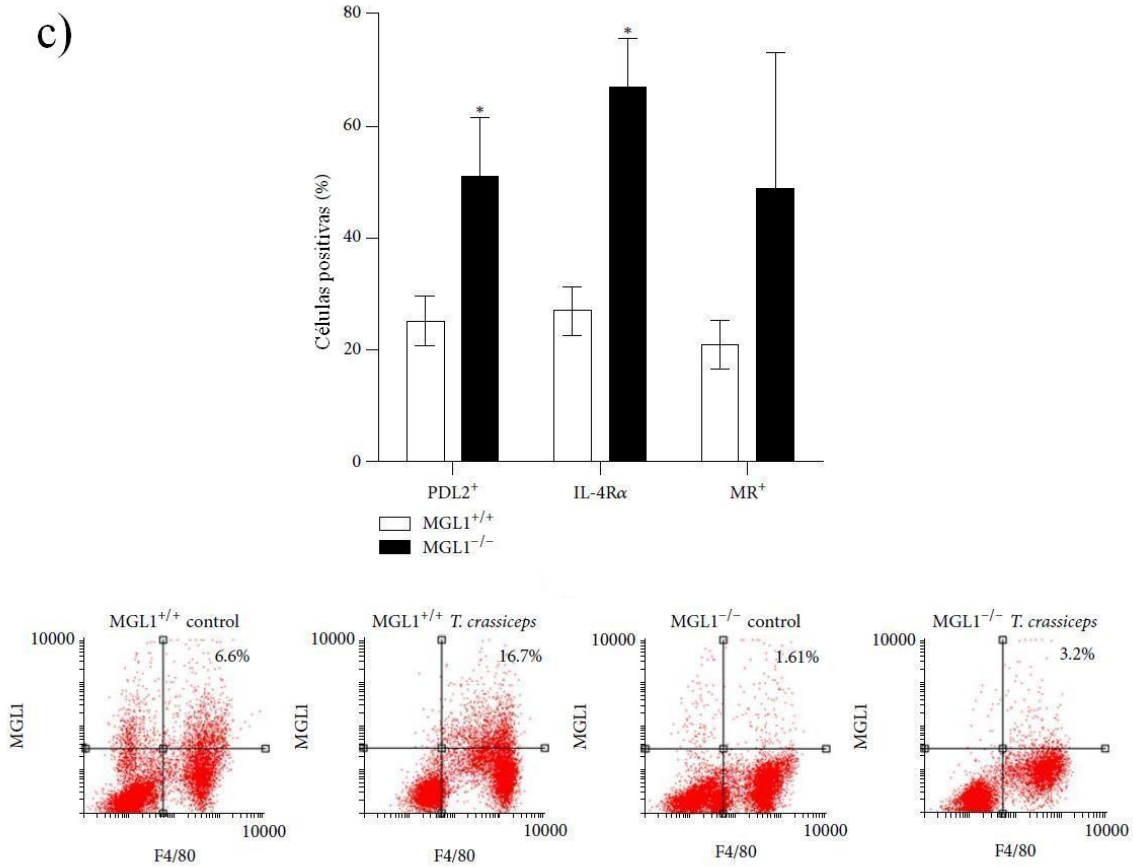 c)
80
60
40
20
0
Células positivas (%)
PDL2⁺
IL-4Rα
MR⁺
MGL1⁺/⁺
MGL1⁻/⁻
MGL1⁺/⁺ control
10000
6.6%
MGL1
10000
F4/80
MGL1⁺/⁺ T. crassiceps
10000
16.7%
MGL1
10000
F4/80
MGL1⁻/⁻ control
10000
1.61%
MGL1
10000
F4/80
MGL1⁻/⁻ T. crassiceps
10000
3.2%
MGL1
10000
F4/80